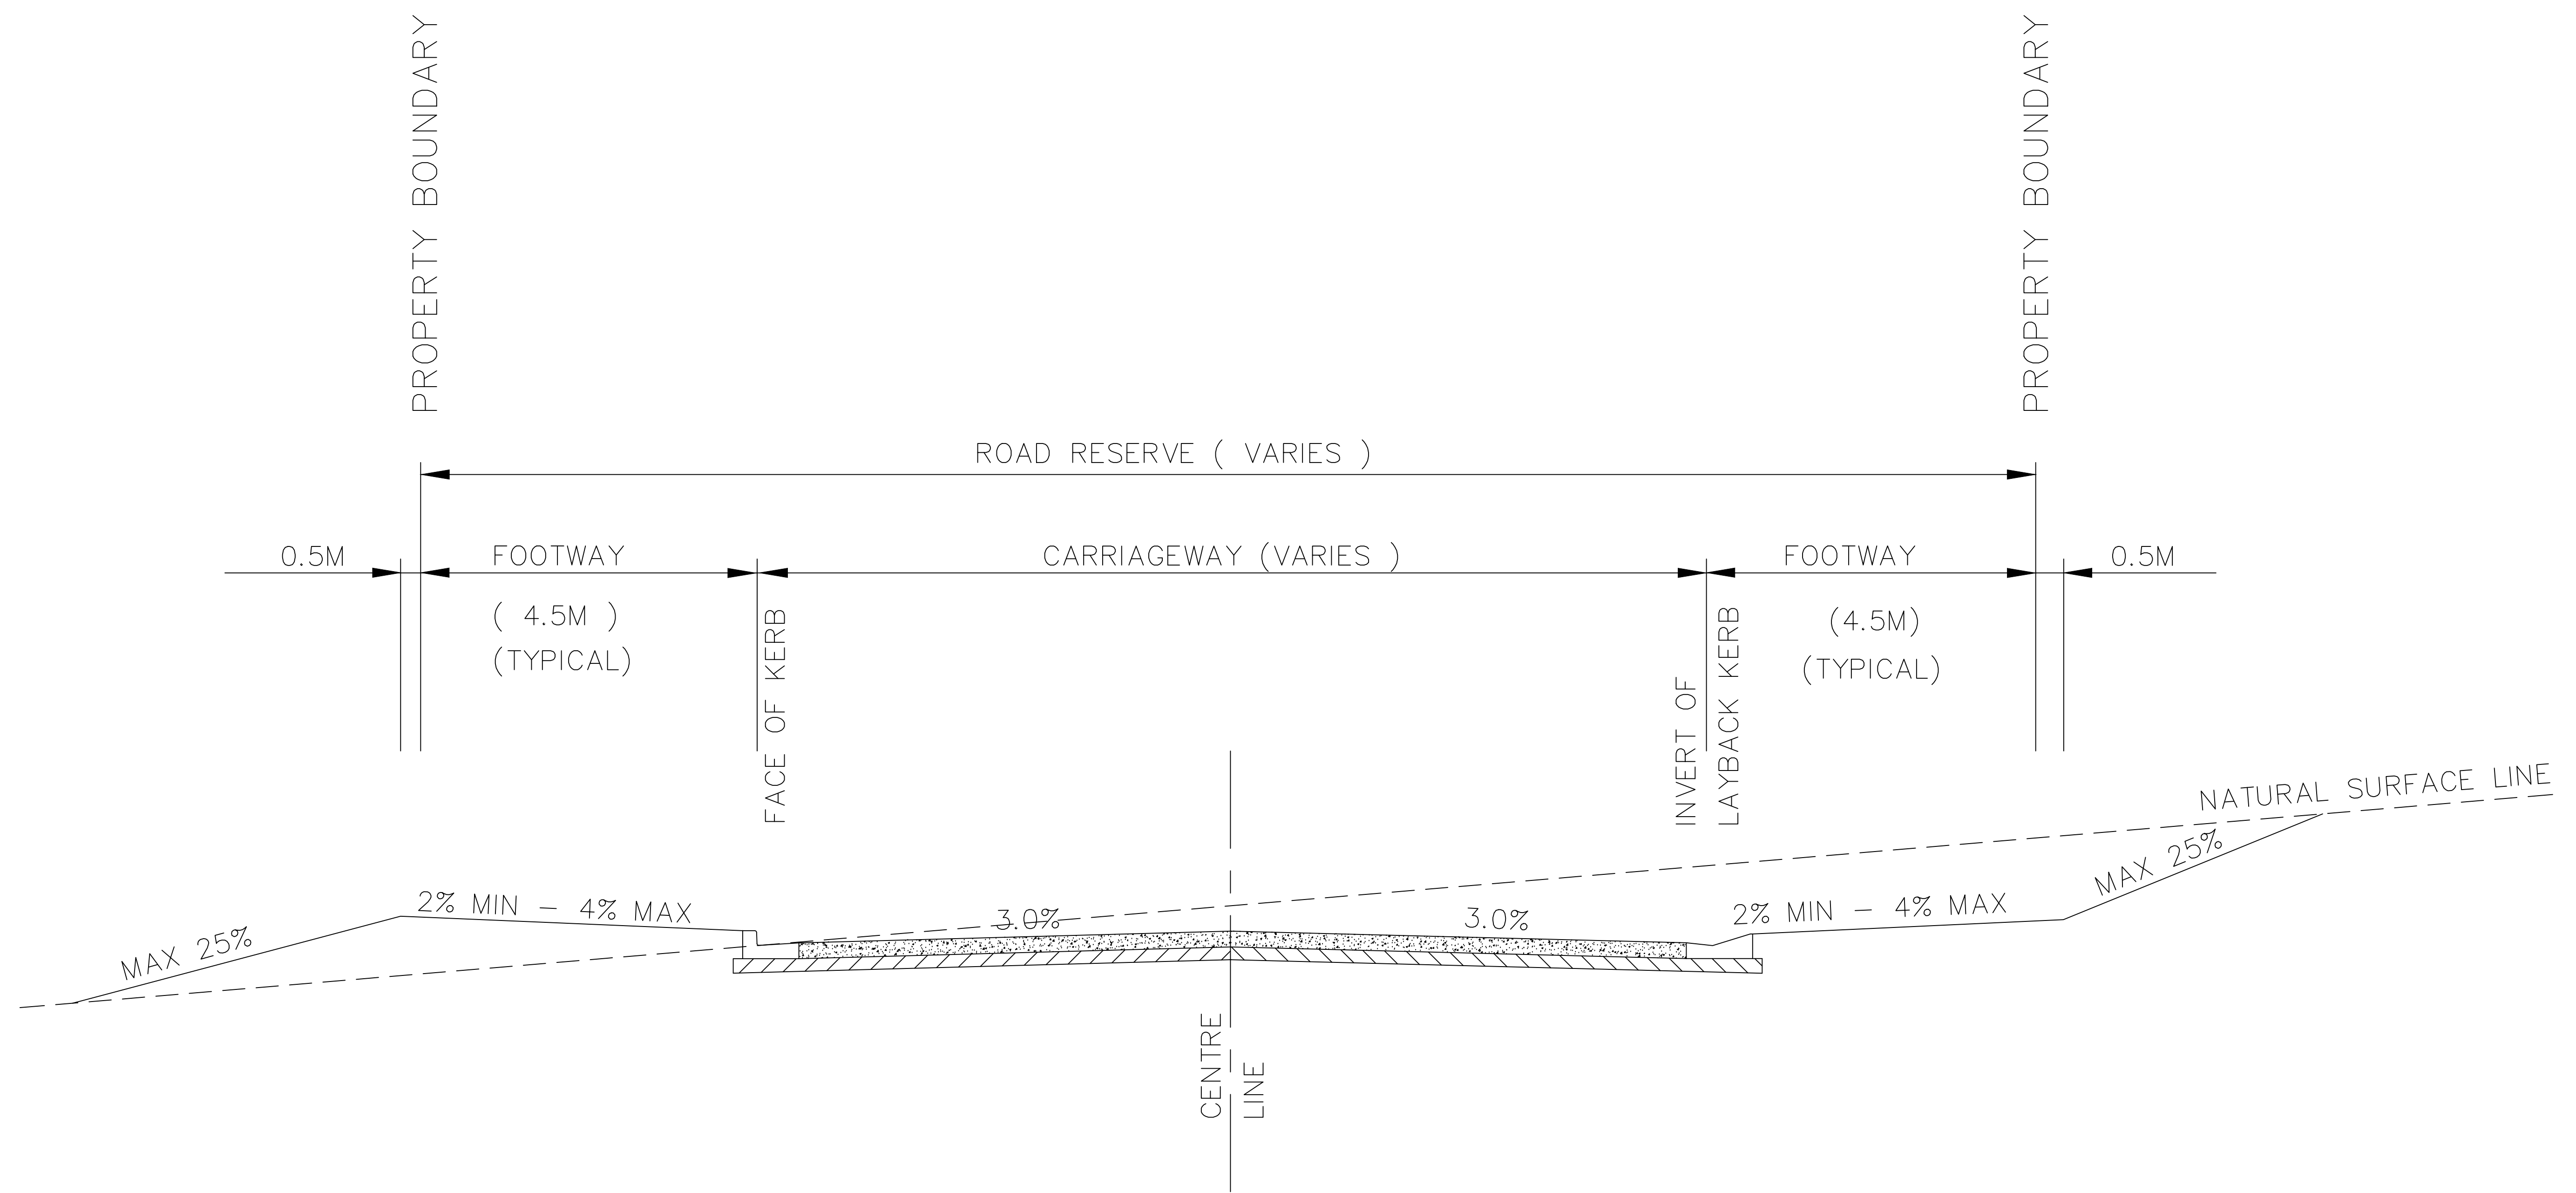 PROPERTY BOUNDARY
PROPERTY BOUNDARY
ROAD RESERVE ( VARIES )
0.5M
FOOTWAY
CARRIAGEWAY (VARIES )
FOOTWAY
0.5M
( 4.5M )
(TYPICAL)
(4.5M)
(TYPICAL)
FACE OF KERB
INVERT OF
LAYBACK KERB
NATURAL SURFACE LINE
MAX 25%
2% MIN - 4% MAX
3.0%
3.0%
2% MIN - 4% MAX
MAX 25%
CENTRE
LINE